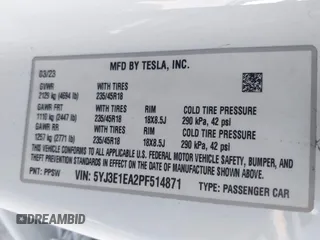 MFD BY TESLA, INC.
03/23
GVWR WITH TIRES
2129 kg (4694 lb) 235/45R18
GAWR FRT WITH TIRES RIM COLD TIRE PRESSURE
1110 kg (2447 lb) 235/45R18 18X8.5J 290 kPa, 42 psi
GAWR RR WITH TIRES RIM COLD TIRE PRESSURE
1257 kg (2771 lb) 235/45R18 18X8.5J 290 kPa, 42 psi
THIS VEHICLE CONFORMS TO ALL APPLICABLE FEDERAL MOTOR VEHICLE SAFETY, BUMPER,
AND THEFT PREVENTION STANDARDS IN EFFECT ON THE DATE OF MANUFACTURE SHOWN ABOVE.
PNT: PPSW VIN: 5YJ3E1EA2PF514871 TYPE: PASSENGER CAR
DREAMBID
dreambid.com